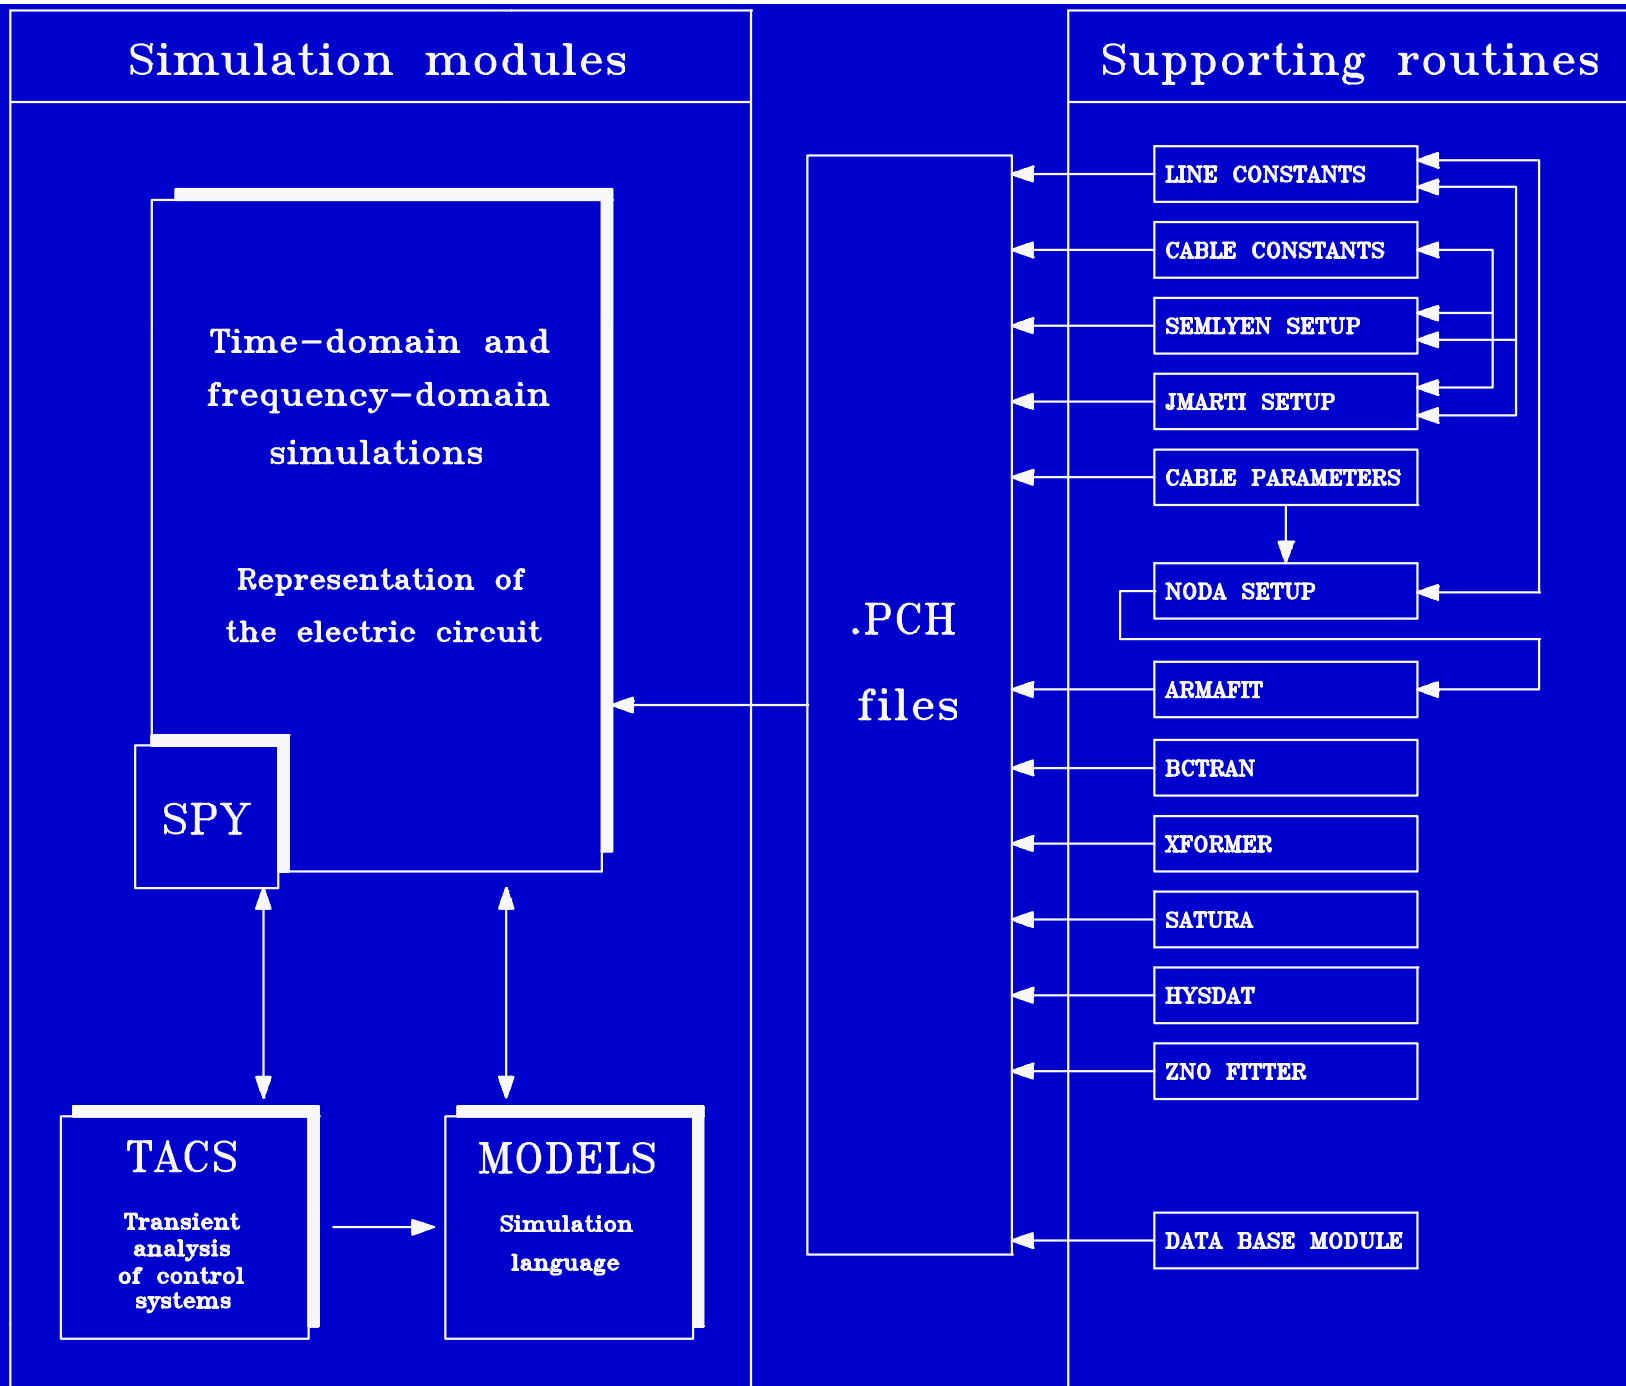 Simulation modules
Time-domain and
frequency-domain
simulations
Representation of
the electric circuit
SPY
TACS
Transient
analysis
of control
systems
MODELS
Simulation
language
.PCH
files
Supporting routines
LINE CONSTANTS
CABLE CONSTANTS
SEMLYEN SETUP
JMARTI SETUP
CABLE PARAMETERS
NODA SETUP
ARMAFIT
BCTRAN
XFORMER
SATURA
HYSDAT
ZNO FITTER
DATA BASE MODULE